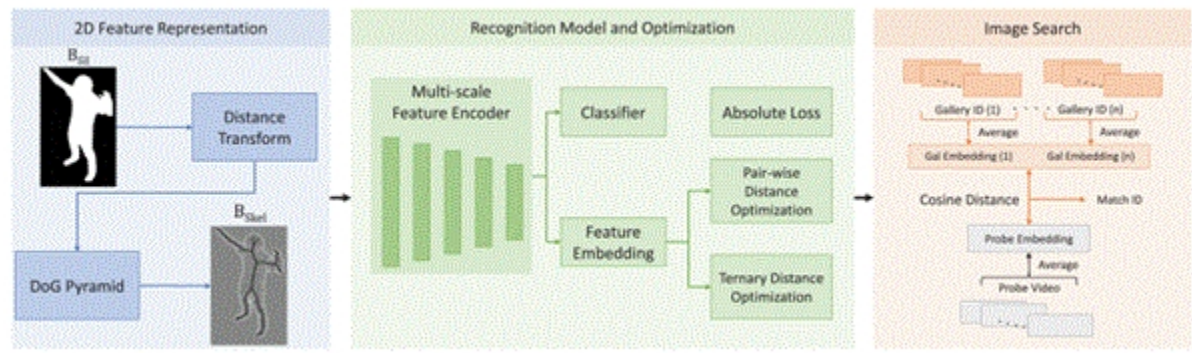 2D Feature Representation
B_Sil
Distance
Transform
DoG Pyramid
B_Skel
Recognition Model and Optimization
Multi-scale
Feature Encoder
Classifier
Feature
Embedding
Absolute Loss
Pair-wise
Distance
Optimization
Ternary Distance
Optimization
Image Search
Gallery ID (1)
Gallery ID (n)
Average
Average
Gal Embedding (1)
Gal Embedding (n)
Cosine Distance
Match ID
Probe Embedding
Average
Probe Video